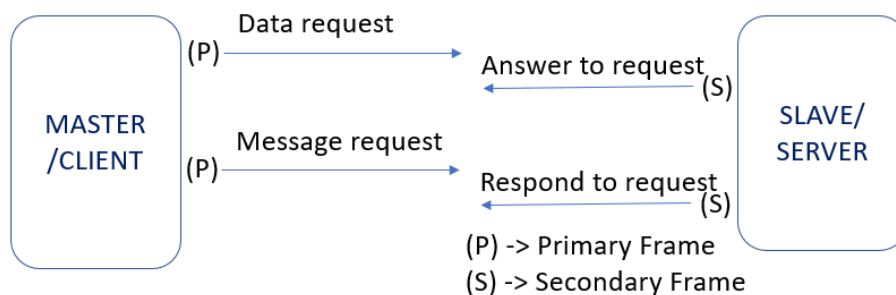 Data request
(P)
Answer to request
(S)
MASTER
/CLIENT
SLAVE/
SERVER
Message request
(P)
Respond to request
(S)
(P) -> Primary Frame
(S) -> Secondary Frame